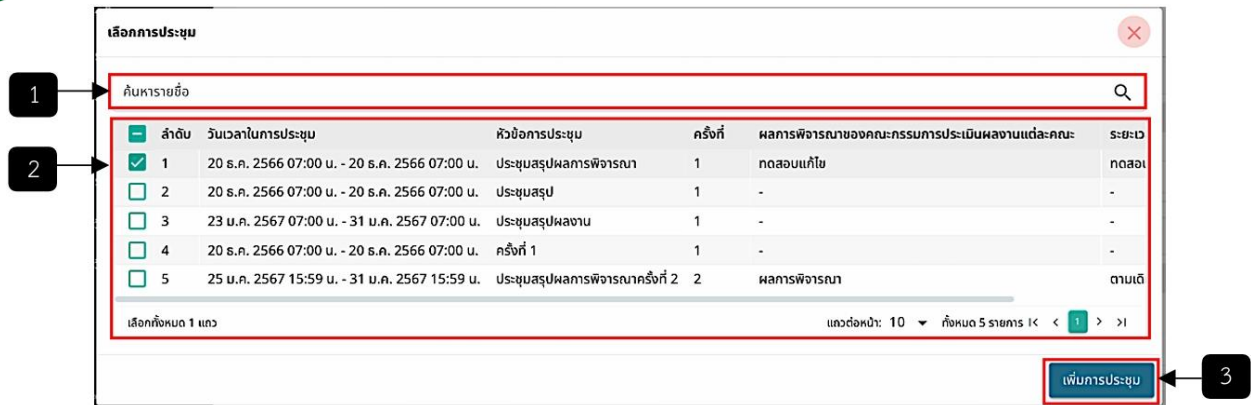 เลือกการประชุม
1
ค้นหารายชื่อ
2
ลำดับ วันเวลาในการประชุม หัวข้อการประชุม ครั้งที่ ผลการพิจารณาของคณะกรรมการประเมินผลงานแต่ละคณะ ระยะเว
1 20 ธ.ค. 2566 07:00 น. - 20 ธ.ค. 2566 07:00 น. ประชุมสรุปผลการพิจารณา 1 ทดสอบแก้ไข ทดสอบ
2 20 ธ.ค. 2566 07:00 น. - 20 ธ.ค. 2566 07:00 น. ประชุมสรุป 1 - -
3 23 ม.ค. 2567 07:00 น. - 31 ม.ค. 2567 07:00 น. ประชุมสรุปผลงาน 1 - -
4 20 ธ.ค. 2566 07:00 น. - 20 ธ.ค. 2566 07:00 น. ครั้งที่ 1 1 - -
5 25 ม.ค. 2567 15:59 น. - 31 ม.ค. 2567 15:59 น. ประชุมสรุปผลการพิจารณาครั้งที่ 2 2 ผลการพิจารณา ตามเดิ
เลือกทั้งหมด 1 แถว แถวต่อหน้า: 10 ทั้งหมด 5 รายการ 1
เพิ่มการประชุม
3